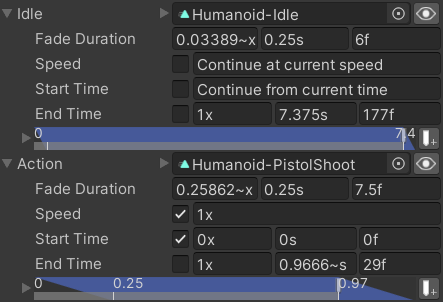 Idle Humanoid-Idle
Fade Duration 0.03389~x 0.25s 6f
Speed Continue at current speed
Start Time Continue from current time
End Time 1x 7.375s 177f
0 7.4
Action Humanoid-PistolShoot
Fade Duration 0.25862~x 0.25s 7.5f
Speed 1x
Start Time 0x 0s 0f
End Time 1x 0.9666~s 29f
0 0.25 0.97